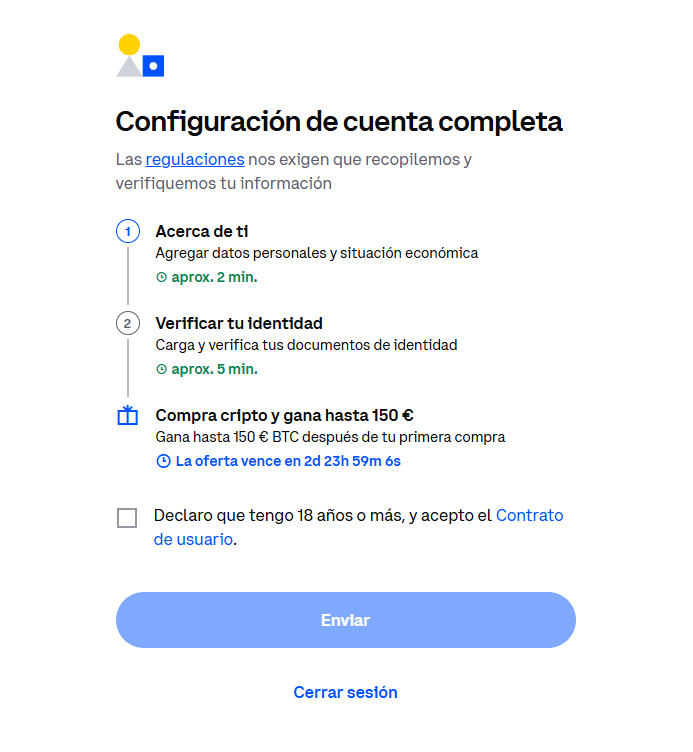 Configuración de cuenta completa
Las regulaciones nos exigen que recopilemos y
verifiquemos tu información
1
Acerca de ti
Agregar datos personales y situación económica
aprox. 2 min.
2
Verificar tu identidad
Carga y verifica tus documentos de identidad
aprox. 5 min.
Compra cripto y gana hasta 150 €
Gana hasta 150 € BTC después de tu primera compra
La oferta vence en 2d 23h 59m 6s
Declaro que tengo 18 años o más, y acepto el Contrato
de usuario.
Enviar
Cerrar sesión